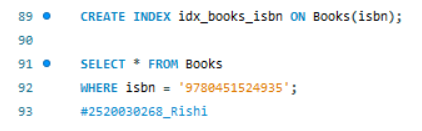 89 CREATE INDEX idx_books_isbn ON Books(isbn);
90
91 SELECT * FROM Books
92 WHERE isbn = '9780451524935';
93 #2520030268_Rishi